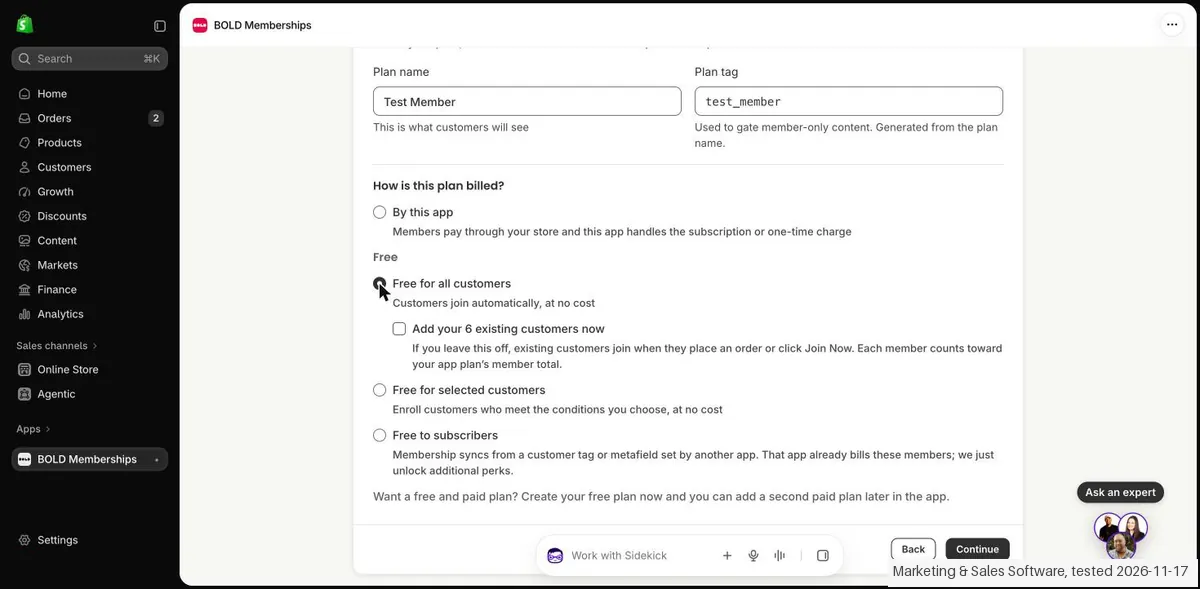 BOLD Memberships
Search ⌘K
Home
Orders 2
Products
Customers
Growth
Discounts
Content
Markets
Finance
Analytics
Sales channels
Online Store
Agentic
Apps
BOLD Memberships
Settings
Plan name
Test Member
This is what customers will see
Plan tag
test_member
Used to gate member-only content. Generated from the plan
name.
How is this plan billed?
By this app
Members pay through your store and this app handles the subscription or one-time charge
Free
Free for all customers
Customers join automatically, at no cost
Add your 6 existing customers now
If you leave this off, existing customers join when they place an order or click Join Now. Each member counts toward
your app plan's member total.
Free for selected customers
Enroll customers who meet the conditions you choose, at no cost
Free to subscribers
Membership syncs from a customer tag or metafield set by another app. That app already bills these members; we just
unlock additional perks.
Want a free and paid plan? Create your free plan now and you can add a second paid plan later in the app.
Ask an expert
Work with Sidekick
Back
Continue
Marketing & Sales Software, tested 2026-11-17